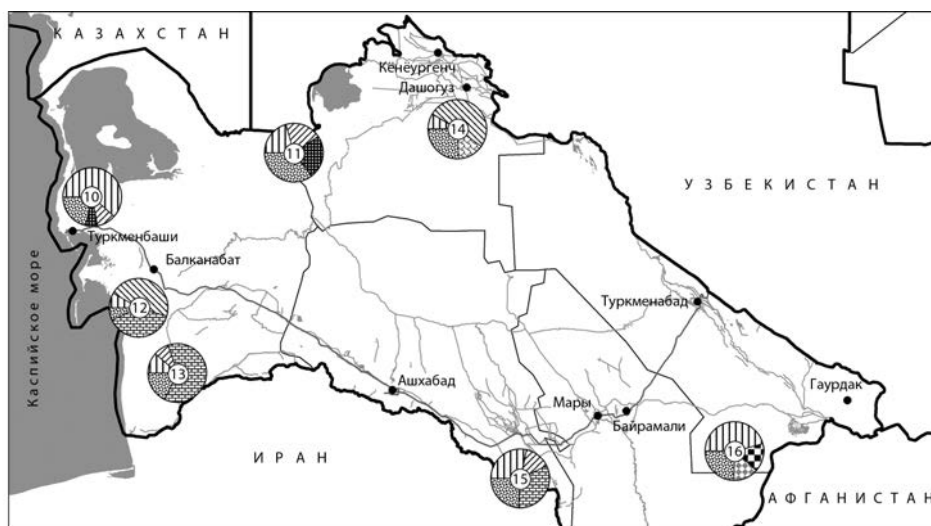 КАЗАХСТАН
Кёнеургенч
Дашогуз
14
11
УЗБЕКИСТАН
10
Туркменбаши
Балканабат
Каспийское море
12
Туркменабад
13
Ашхабад
Гаурдак
Мары
Байрамали
ИРАН
16
15
АФГАНИСТАН